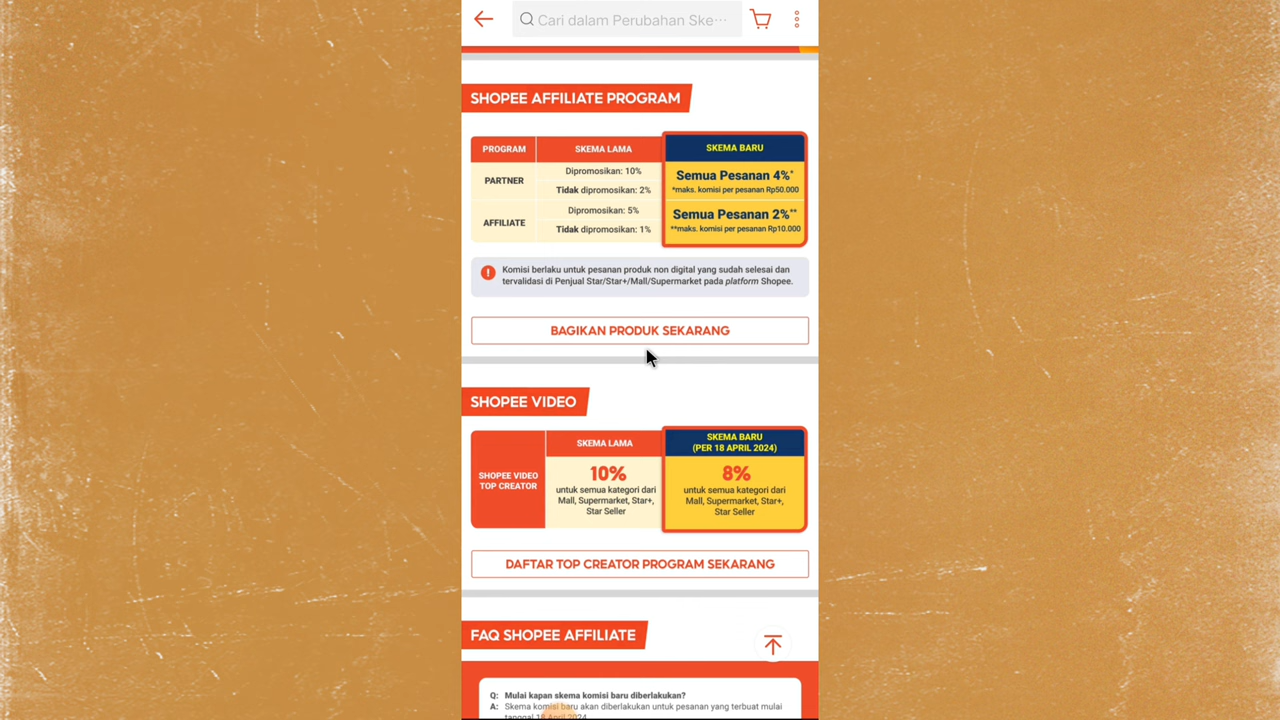 Cari dalam Perubahan Ske···
SHOPEE AFFILIATE PROGRAM
PROGRAM SKEMA LAMA SKEMA BARU
PARTNER
Dipromosikan: 10%
Tidak dipromosikan: 2%
Semua Pesanan 4%*
*maks. komisi per pesanan Rp50.000
AFFILIATE
Dipromosikan: 5%
Tidak dipromosikan: 1%
Semua Pesanan 2%**
**maks. komisi per pesanan Rp10.000
Komisi berlaku untuk pesanan produk non digital yang sudah selesai dan
tervalidasi di Penjual Star/Star+/Mall/Supermarket pada platform Shopee.
BAGIKAN PRODUK SEKARANG
SHOPEE VIDEO
SKEMA LAMA
SKEMA BARU
(PER 18 APRIL 2024)
SHOPEE VIDEO
TOP CREATOR
10%
untuk semua kategori dari
Mall, Supermarket, Star+,
Star Seller
8%
untuk semua kategori dari
Mall, Supermarket, Star+,
Star Seller
DAFTAR TOP CREATOR PROGRAM SEKARANG
FAQ SHOPEE AFFILIATE
Q: Mulai kapan skema komisi baru diberlakukan?
A: Skema komisi baru akan diberlakukan untuk pesanan yang terbuat mulai
tanggal 18 April 2024